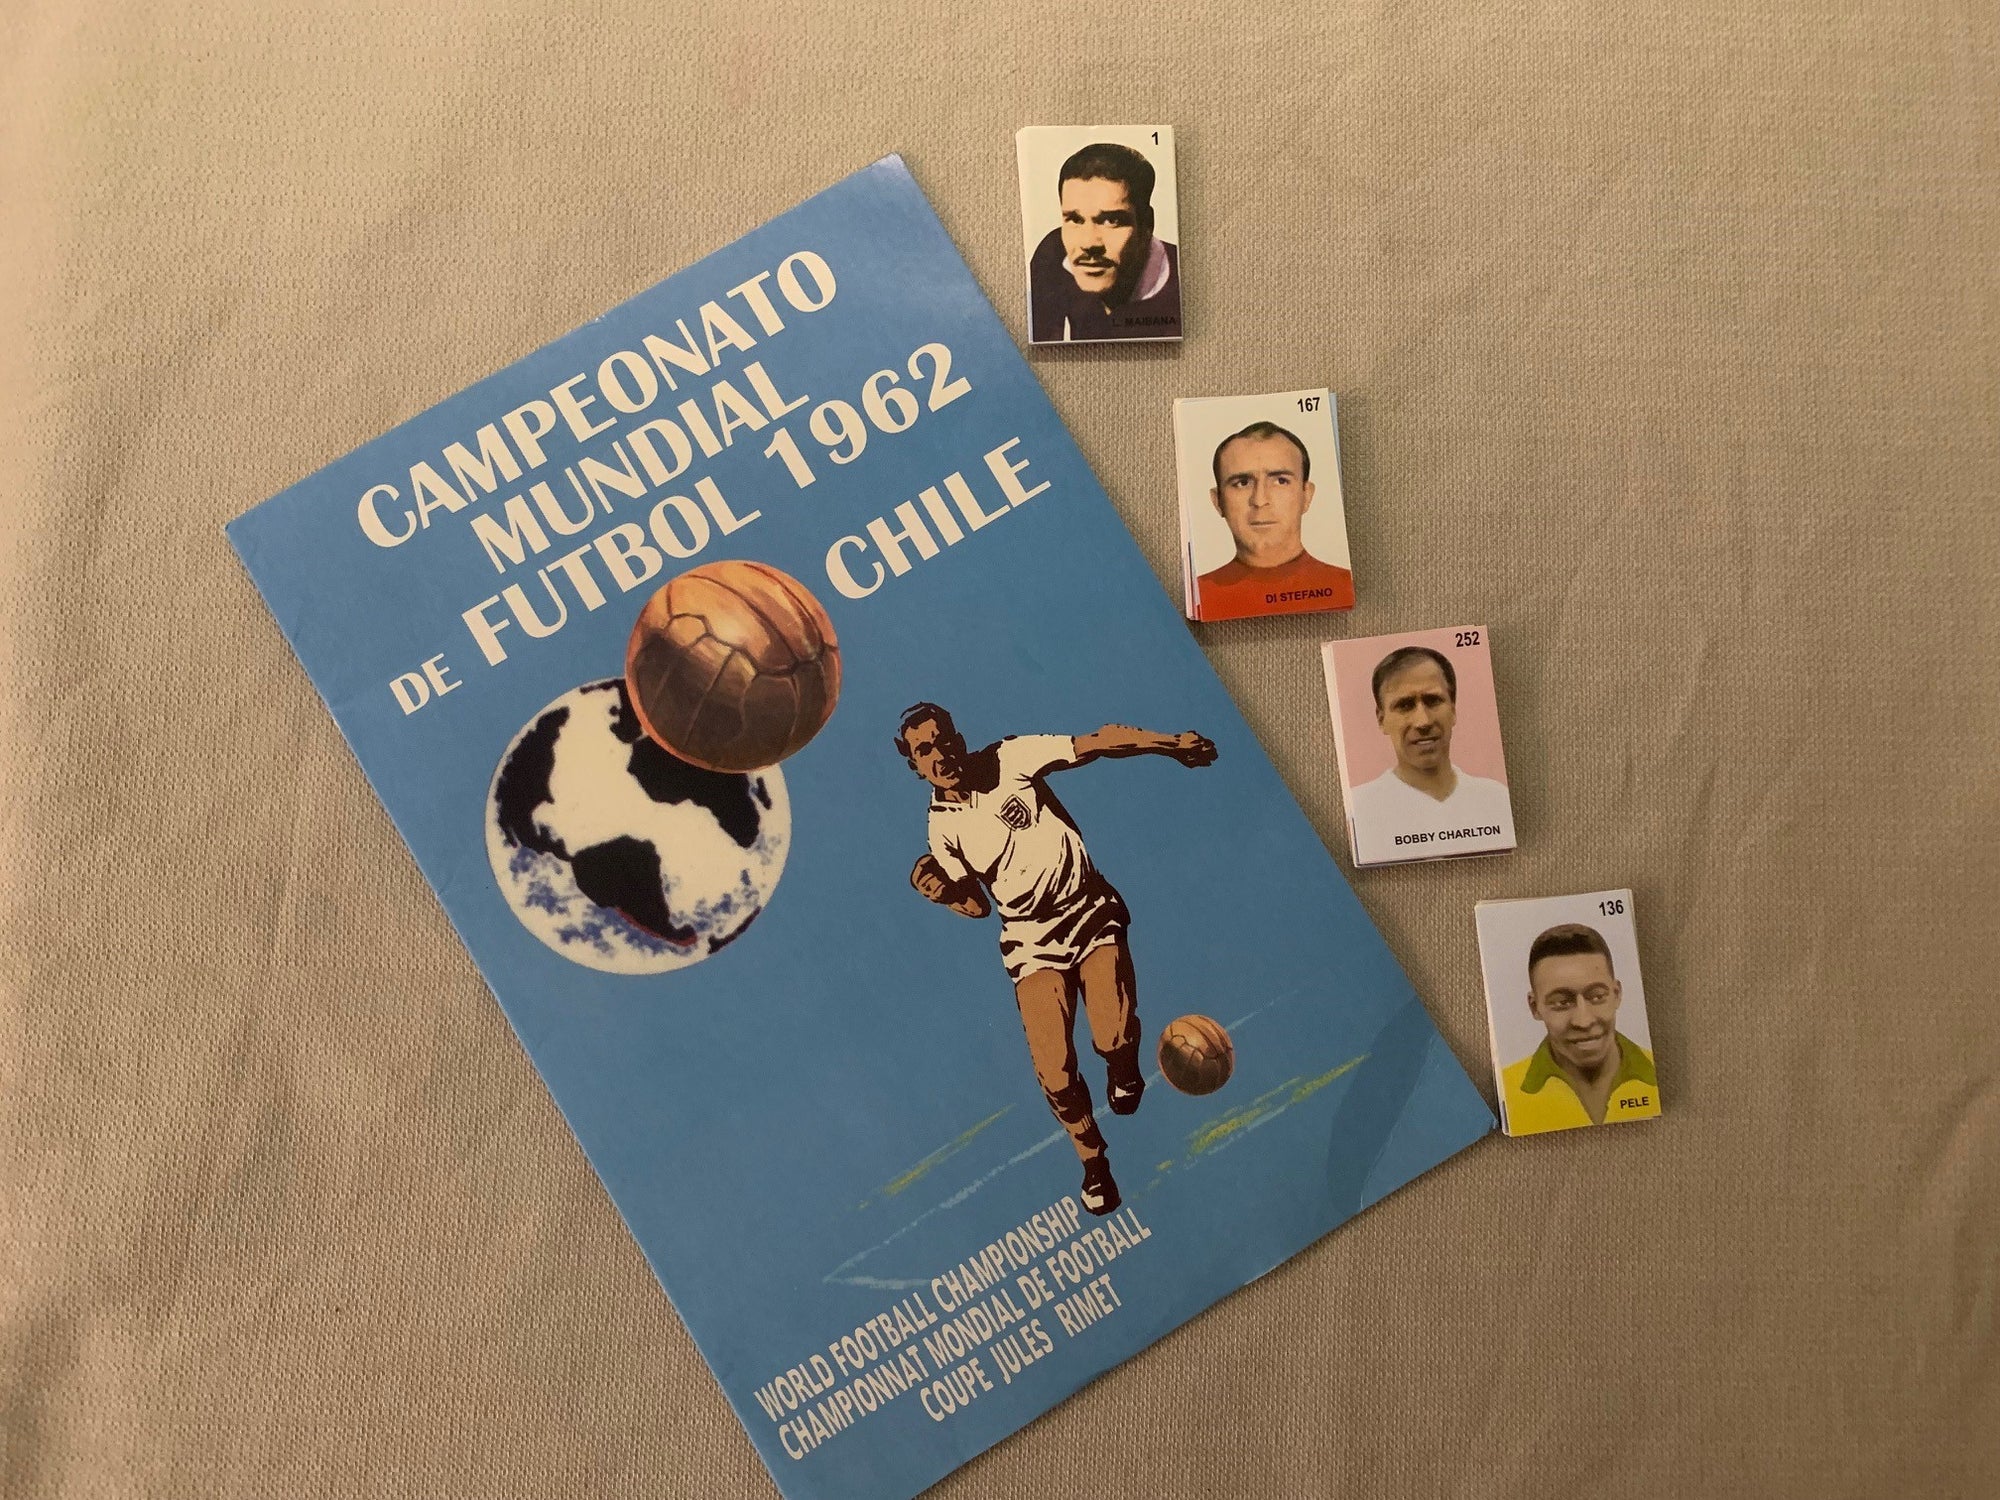 CAMPEONATO
MUNDIAL
DE FUTBOL 1962
CHILE
WORLD FOOTBALL CHAMPIONSHIP
CHAMPIONNAT MONDIAL DE FOOTBALL
COUPE JULES RIMET
1
L. MAIDANA
167
DI STEFANO
252
BOBBY CHARLTON
136
PELE